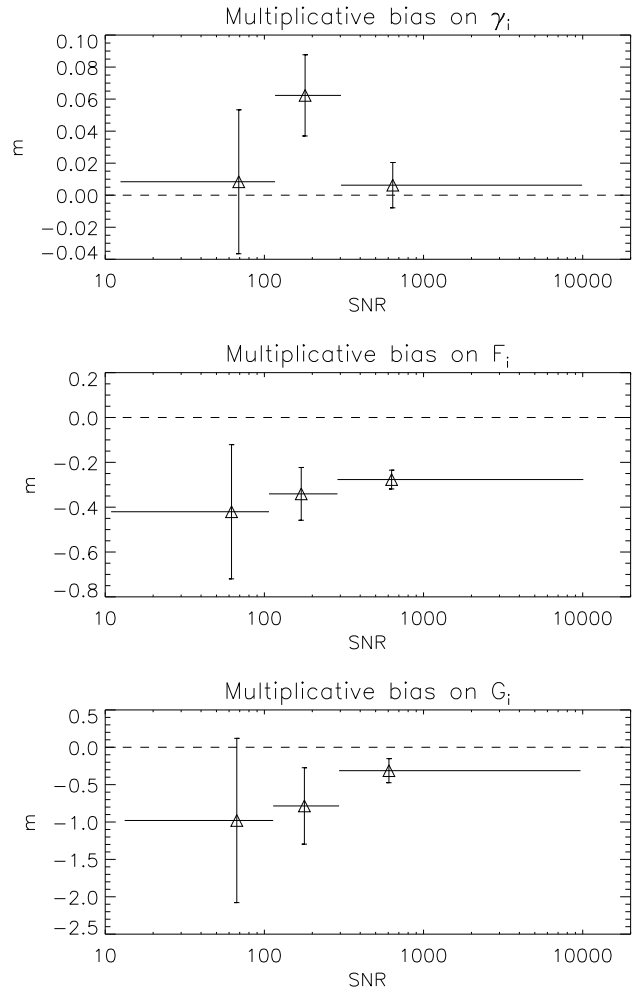 Multiplicative bias on γi
0.10
0.08
0.06
0.04
0.02
0.00
−0.02
−0.04
m
10 100 1000 10000
SNR
Multiplicative bias on Fi
0.2
0.0
−0.2
−0.4
−0.6
−0.8
m
10 100 1000 10000
SNR
Multiplicative bias on Gi
0.5
0.0
−0.5
−1.0
−1.5
−2.0
−2.5
m
10 100 1000 10000
SNR